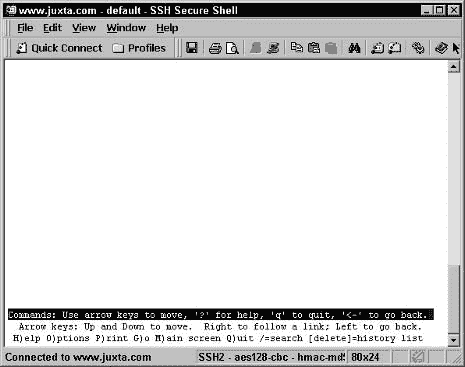 www.juxta.com - default - SSH Secure Shell
File Edit View Window Help
Quick Connect Profiles
Commands: Use arrow keys to move, '?' for help, 'q' to quit, '<-' to go back.
Arrow keys: Up and Down to move. Right to follow a link; Left to go back.
H)elp O)ptions P)rint G)o M)ain screen Q)uit /=search [delete]=history list
Connected to www.juxta.com SSH2 - aes128-cbc - hmac-md5 80x24